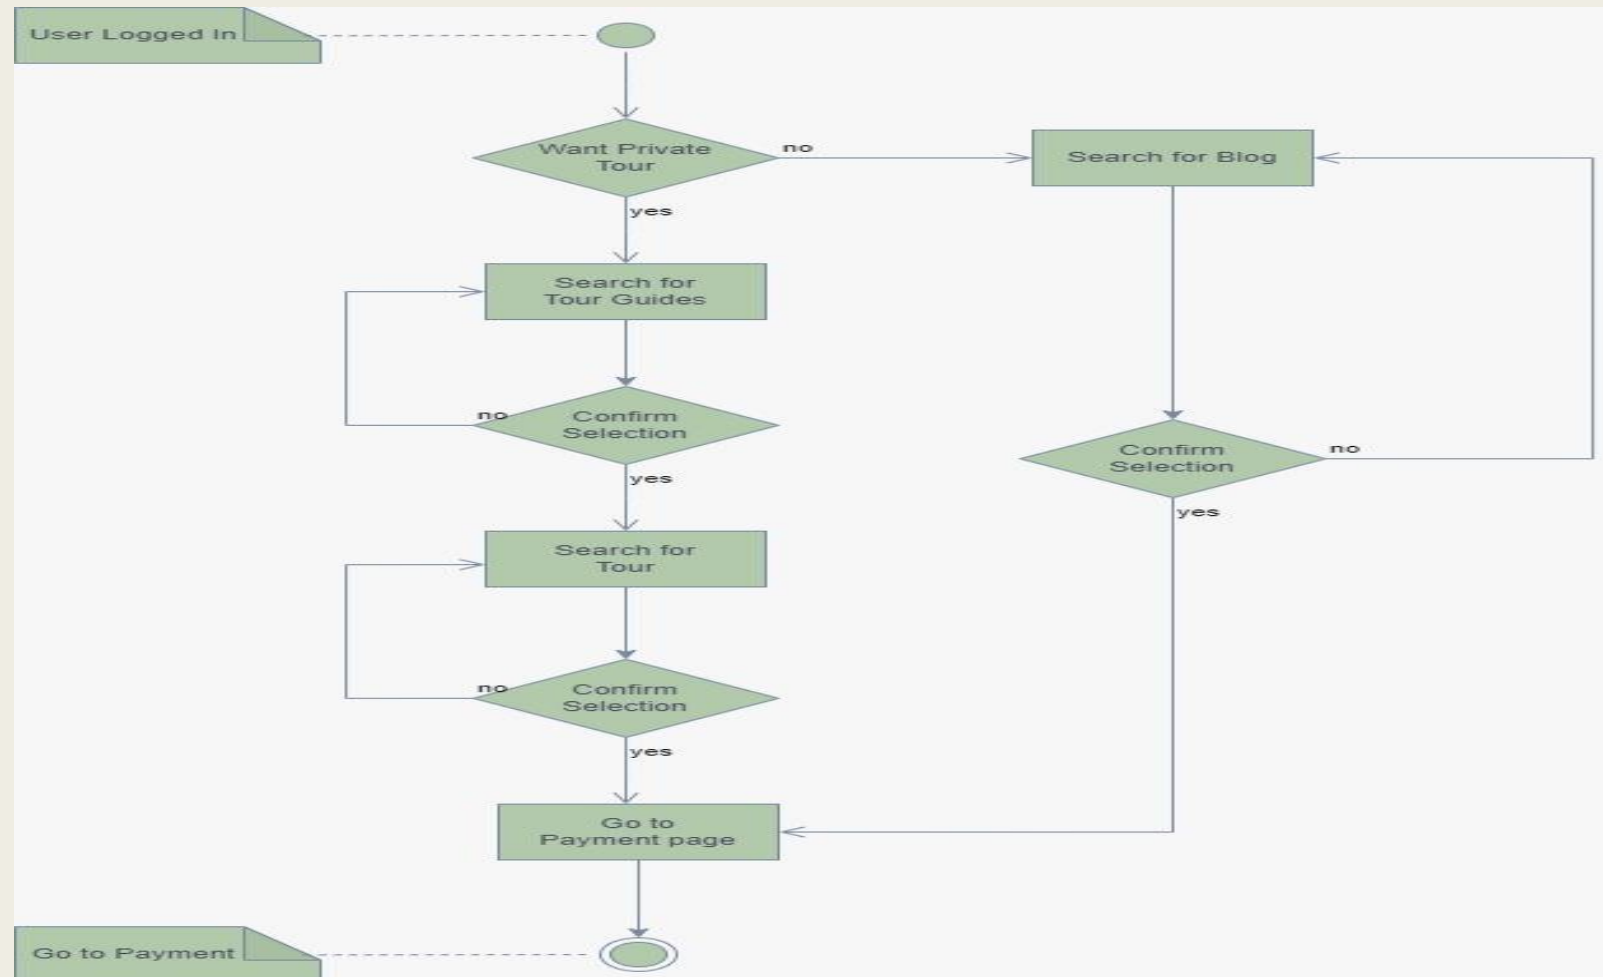 User Logged In
Want Private
Tour
no
Search for Blog
yes
Search for
Tour Guides
no
Confirm
Selection
yes
Confirm
Selection
no
yes
Search for
Tour
no
Confirm
Selection
yes
Go to
Payment page
Go to Payment